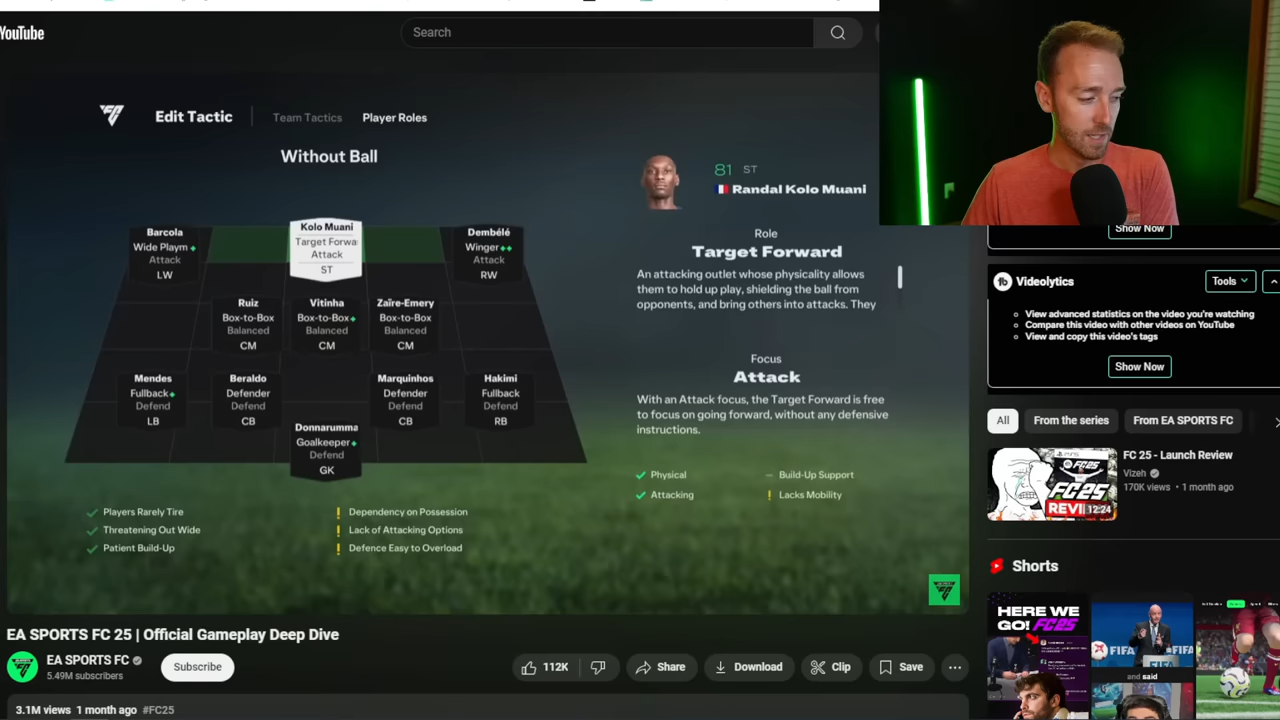 YouTube
Search
Edit Tactic
Team Tactics
Player Roles
Without Ball
81 ST
Randal Kolo Muani
Barcola
Wide Playm
Attack
LW
Kolo Muani
Target Forwa
Attack
ST
Dembélé
Winger
Attack
RW
Ruiz
Box-to-Box
Balanced
CM
Vitinha
Box-to-Box
Balanced
CM
Zaïre-Emery
Box-to-Box
Balanced
CM
Mendes
Fullback
Defend
LB
Beraldo
Defender
Defend
CB
Marquinhos
Defender
Defend
CB
Hakimi
Fullback
Defend
RB
Donnarumma
Goalkeeper
Defend
GK
Role
Target Forward
An attacking outlet whose physicality allows
them to hold up play, shielding the ball from
opponents, and bring others into attacks. They
Focus
Attack
With an Attack focus, the Target Forward is free
to focus on going forward, without any defensive
instructions.
Physical
Build-Up Support
Attacking
Lacks Mobility
Players Rarely Tire
Threatening Out Wide
Patient Build-Up
Dependency on Possession
Lack of Attacking Options
Defence Easy to Overload
EA SPORTS FC 25 | Official Gameplay Deep Dive
EA SPORTS FC
5.49M subscribers
Subscribe
112K
Share
Download
Clip
Save
3.1M views 1 month ago #FC25
Show Now
Videolytics
Tools
View advanced statistics on the video you're watching
Compare this video with other videos on YouTube
View and copy this video's tags
Show Now
All
From the series
From EA SPORTS FC
FC 25
REVI
12:24
FC 25 - Launch Review
Vizeh
170K views • 1 month ago
Shorts
HERE WE
GO! FC25
FIFA
FIFA
and said